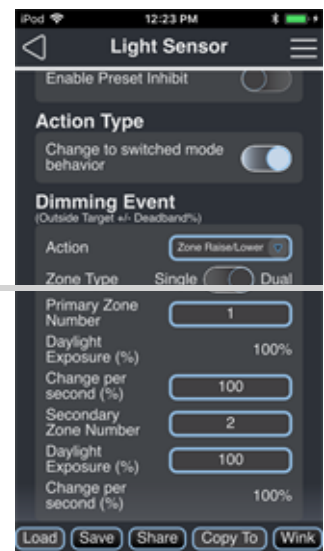 iPod 12:23 PM
Light Sensor
Enable Preset Inhibit
Action Type
Change to switched mode
behavior
Dimming Event
(Outside Target +/- Deadband%)
Action Zone Raise/Lower
Zone Type Single Dual
Primary Zone
Number 1
Daylight
Exposure (%) 100%
Change per
second (%) 100
Secondary
Zone Number 2
Daylight
Exposure (%) 100
Change per
second (%) 100%
Load Save Share Copy To Wink